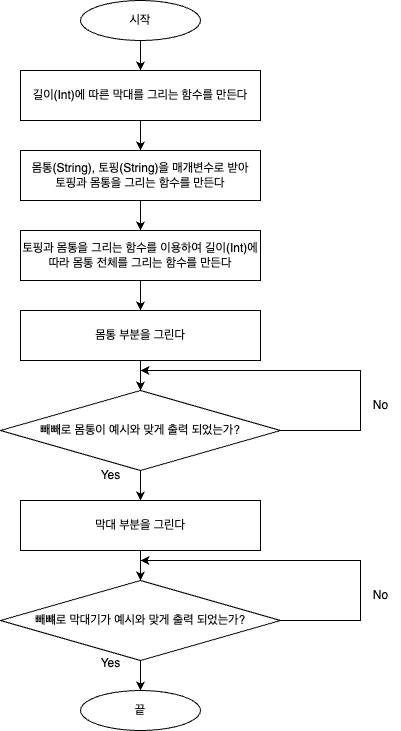 시작
길이(Int)에 따른 막대를 그리는 함수를 만든다
몸통(String), 토핑(String)을 매개변수로 받아
토핑과 몸통을 그리는 함수를 만든다
토핑과 몸통을 그리는 함수를 이용하여 길이(Int)에
따라 몸통 전체를 그리는 함수를 만든다
몸통 부분을 그린다
빼빼로 몸통이 예시와 맞게 출력 되었는가?
No
Yes
막대 부분을 그린다
빼빼로 막대기가 예시와 맞게 출력 되었는가?
No
Yes
끝